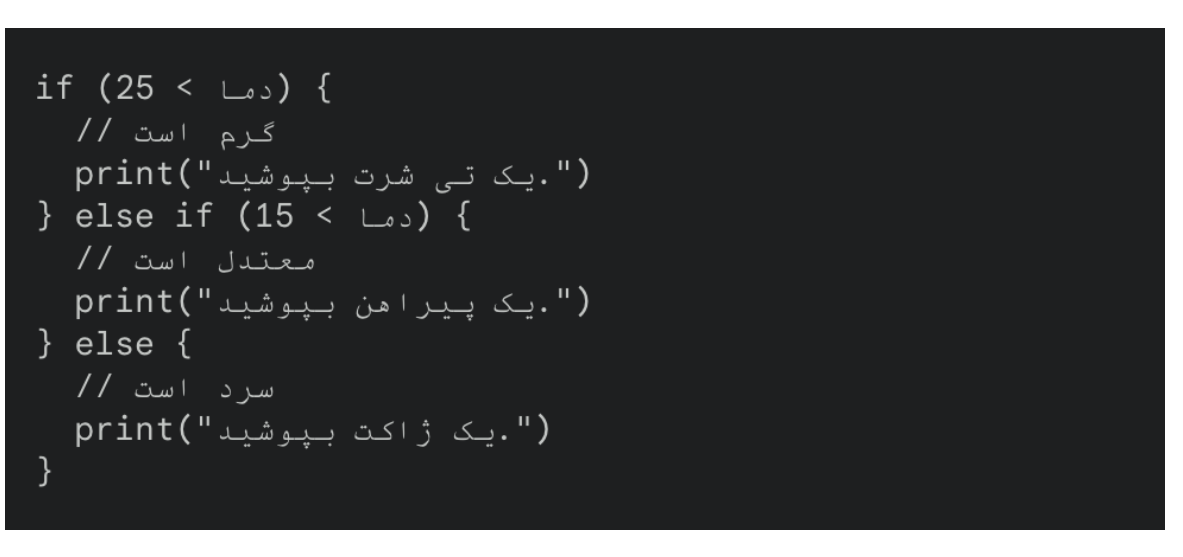 if (دما > 25) {
// گرم است
print("یک تی شرت بپوشید.")
} else if (دما > 15) {
// معتدل است
print("یک پیراهن بپوشید.")
} else {
// سرد است
print("یک ژاکت بپوشید.")
}